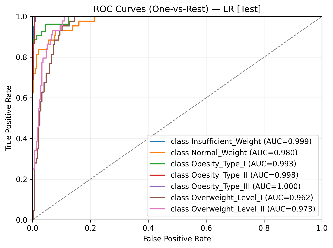 ROC Curves (One-vs-Rest) — LR [Test]
1.0
0.8
0.6
0.4
0.2
0.0
True Positive Rate
class Insufficient_Weight (AUC=0.999)
class Normal_Weight (AUC=0.980)
class Obesity_Type_I (AUC=0.993)
class Obesity_Type_II (AUC=0.998)
class Obesity_Type_III (AUC=1.000)
class Overweight_Level_I (AUC=0.962)
class Overweight_Level_II (AUC=0.973)
0.0 0.2 0.4 0.6 0.8 1.0
False Positive Rate